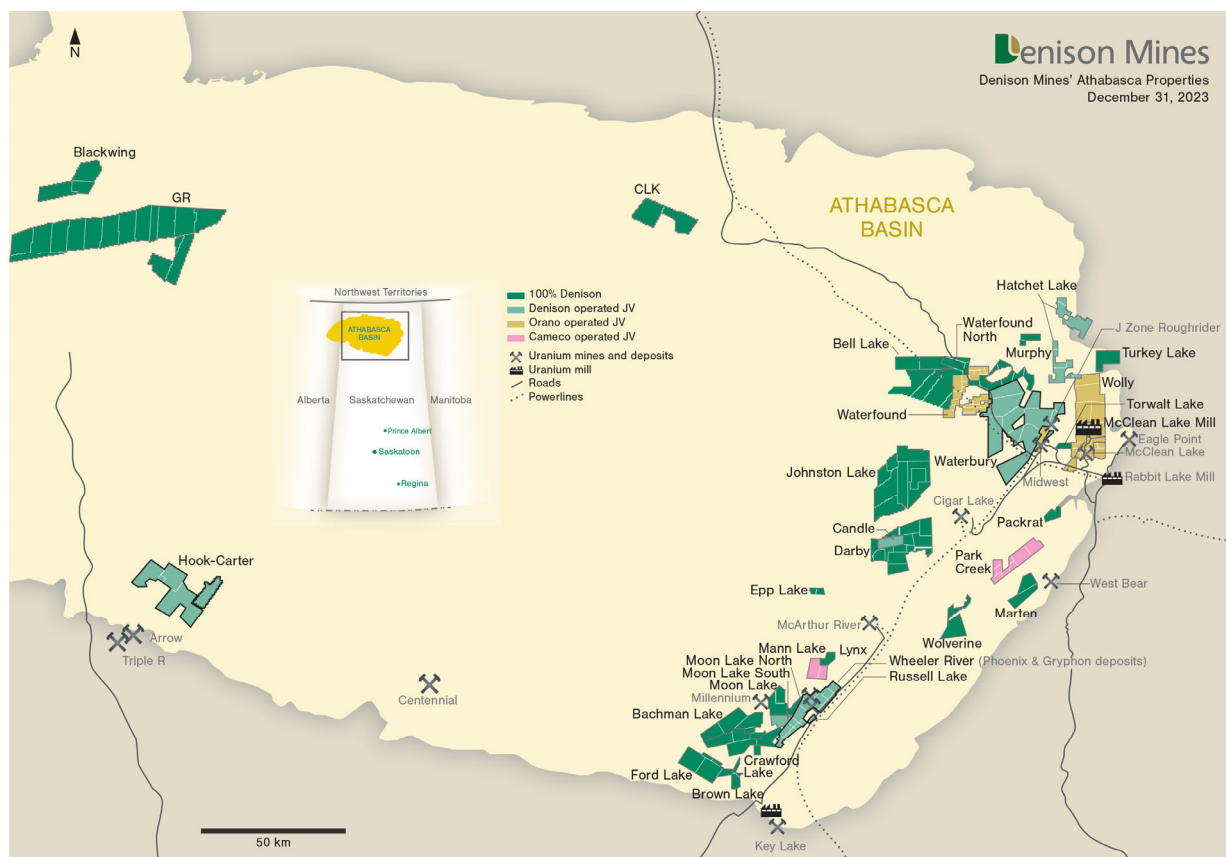 N
Denison Mines
Denison Mines' Athabasca Properties
December 31, 2023
Blackwing
GR
CLK
ATHABASCA
BASIN
Northwest Territories
ATHABASCA
BASIN
Alberta
Saskatchewan
Manitoba
Prince Albert
Saskatoon
Regina
100% Denison
Denison operated JV
Orano operated JV
Cameco operated JV
Uranium mines and deposits
Uranium mill
Roads
Powerlines
Hatchet Lake
J Zone Roughrider
Waterfound
North
Bell Lake
Murphy
Turkey Lake
Wolly
Waterfound
Torwalt Lake
McClean Lake Mill
Eagle Point
McClean Lake
Waterbury
Midwest
Rabbit Lake Mill
Johnston Lake
Cigar Lake
Packrat
Candle
Darby
Park
Creek
Hook-Carter
West Bear
Epp Lake
Marten
McArthur River
Wolverine
Arrow
Triple R
Mann Lake
Lynx
Moon Lake North
Wheeler River (Phoenix & Gryphon deposits)
Moon Lake South
Russell Lake
Moon Lake
Millennium
Centennial
Bachman Lake
Crawford
Lake
Ford Lake
Brown Lake
50 km
Key Lake